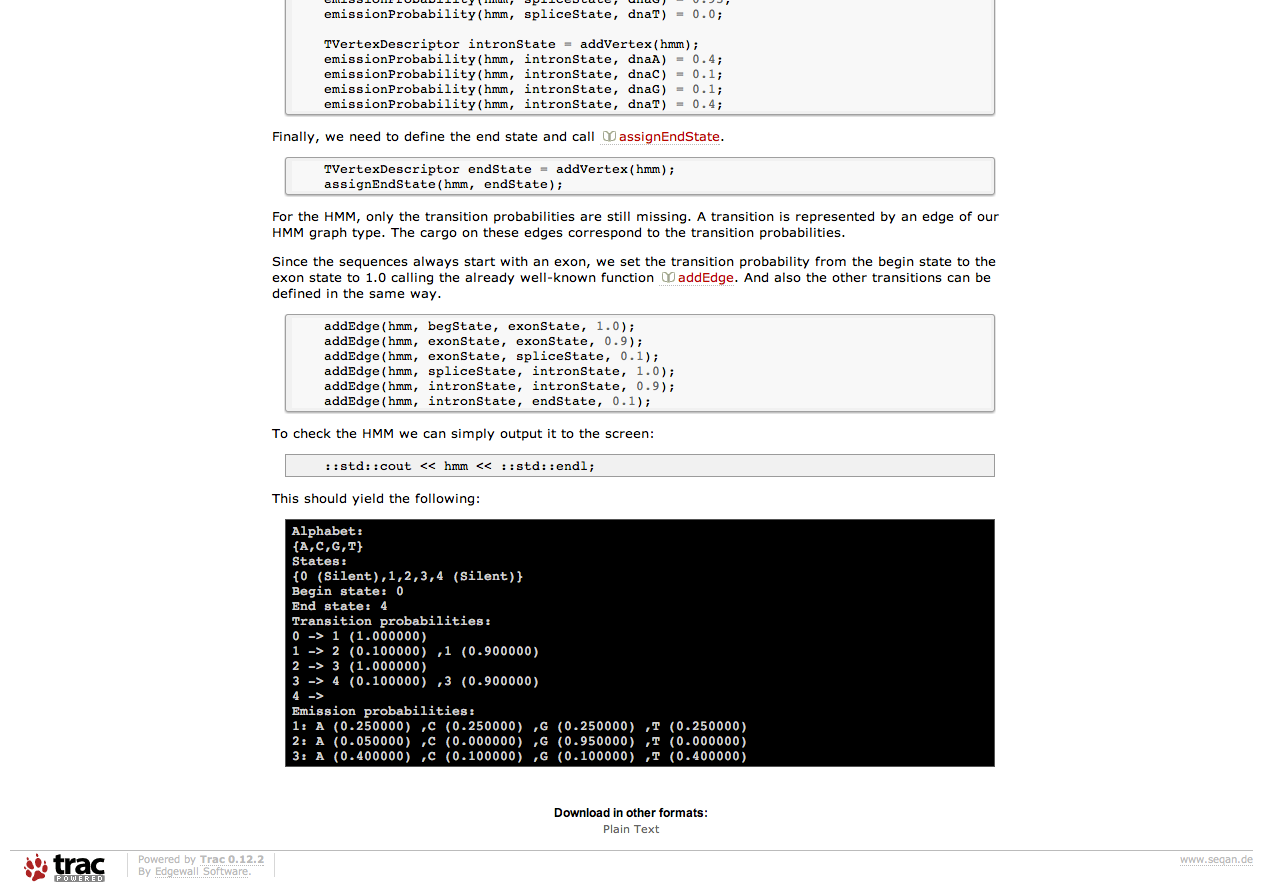 emissionProbability(hmm, spliceState, dnaG) = 0.95;
emissionProbability(hmm, spliceState, dnaT) = 0.0;
TVertexDescriptor intronState = addVertex(hmm);
emissionProbability(hmm, intronState, dnaA) = 0.4;
emissionProbability(hmm, intronState, dnaC) = 0.1;
emissionProbability(hmm, intronState, dnaG) = 0.1;
emissionProbability(hmm, intronState, dnaT) = 0.4;
Finally, we need to define the end state and call assignEndState.
TVertexDescriptor endState = addVertex(hmm);
assignEndState(hmm, endState);
For the HMM, only the transition probabilities are still missing. A transition is represented by an edge of our
HMM graph type. The cargo on these edges correspond to the transition probabilities.
Since the sequences always start with an exon, we set the transition probability from the begin state to the
exon state to 1.0 calling the already well-known function addEdge. And also the other transitions can be
defined in the same way.
addEdge(hmm, begState, exonState, 1.0);
addEdge(hmm, exonState, exonState, 0.9);
addEdge(hmm, exonState, spliceState, 0.1);
addEdge(hmm, spliceState, intronState, 1.0);
addEdge(hmm, intronState, intronState, 0.9);
addEdge(hmm, intronState, endState, 0.1);
To check the HMM we can simply output it to the screen:
::std::cout << hmm << ::std::endl;
This should yield the following:
Alphabet:
{A,C,G,T}
States:
{0 (Silent),1,2,3,4 (Silent)}
Begin state: 0
End state: 4
Transition probabilities:
0 -> 1 (1.000000)
1 -> 2 (0.100000) ,1 (0.900000)
2 -> 3 (1.000000)
3 -> 4 (0.100000) ,3 (0.900000)
4 ->
Emission probabilities:
1: A (0.250000) ,C (0.250000) ,G (0.250000) ,T (0.250000)
2: A (0.050000) ,C (0.000000) ,G (0.950000) ,T (0.000000)
3: A (0.400000) ,C (0.100000) ,G (0.100000) ,T (0.400000)
Download in other formats:
Plain Text
trac
POWERED
Powered by Trac 0.12.2
By Edgewall Software.
www.seqan.de